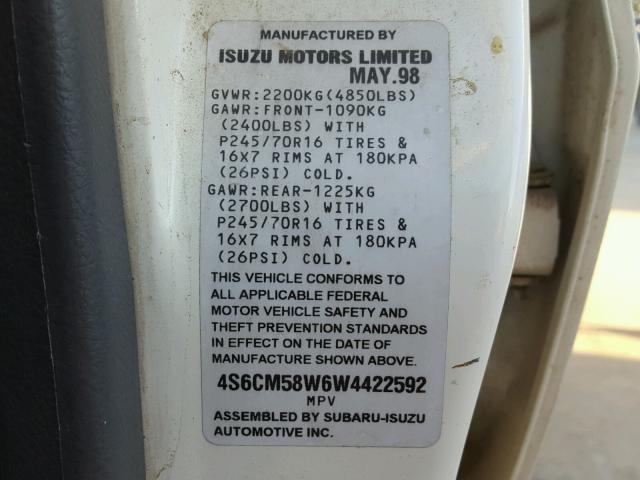 MANUFACTURED BY
ISUZU MOTORS LIMITED
MAY.98
GVWR:2200KG(4850LBS)
GAWR:FRONT-1090KG
(2400LBS) WITH
P245/70R16 TIRES &
16X7 RIMS AT 180KPA
(26PSI) COLD.
GAWR:REAR-1225KG
(2700LBS) WITH
P245/70R16 TIRES &
16X7 RIMS AT 180KPA
(26PSI) COLD.
THIS VEHICLE CONFORMS TO
ALL APPLICABLE FEDERAL
MOTOR VEHICLE SAFETY AND
THEFT PREVENTION STANDARDS
IN EFFECT ON THE DATE OF
MANUFACTURE SHOWN ABOVE.
4S6CM58W6W4422592
MPV
ASSEMBLED BY SUBARU-ISUZU
AUTOMOTIVE INC.